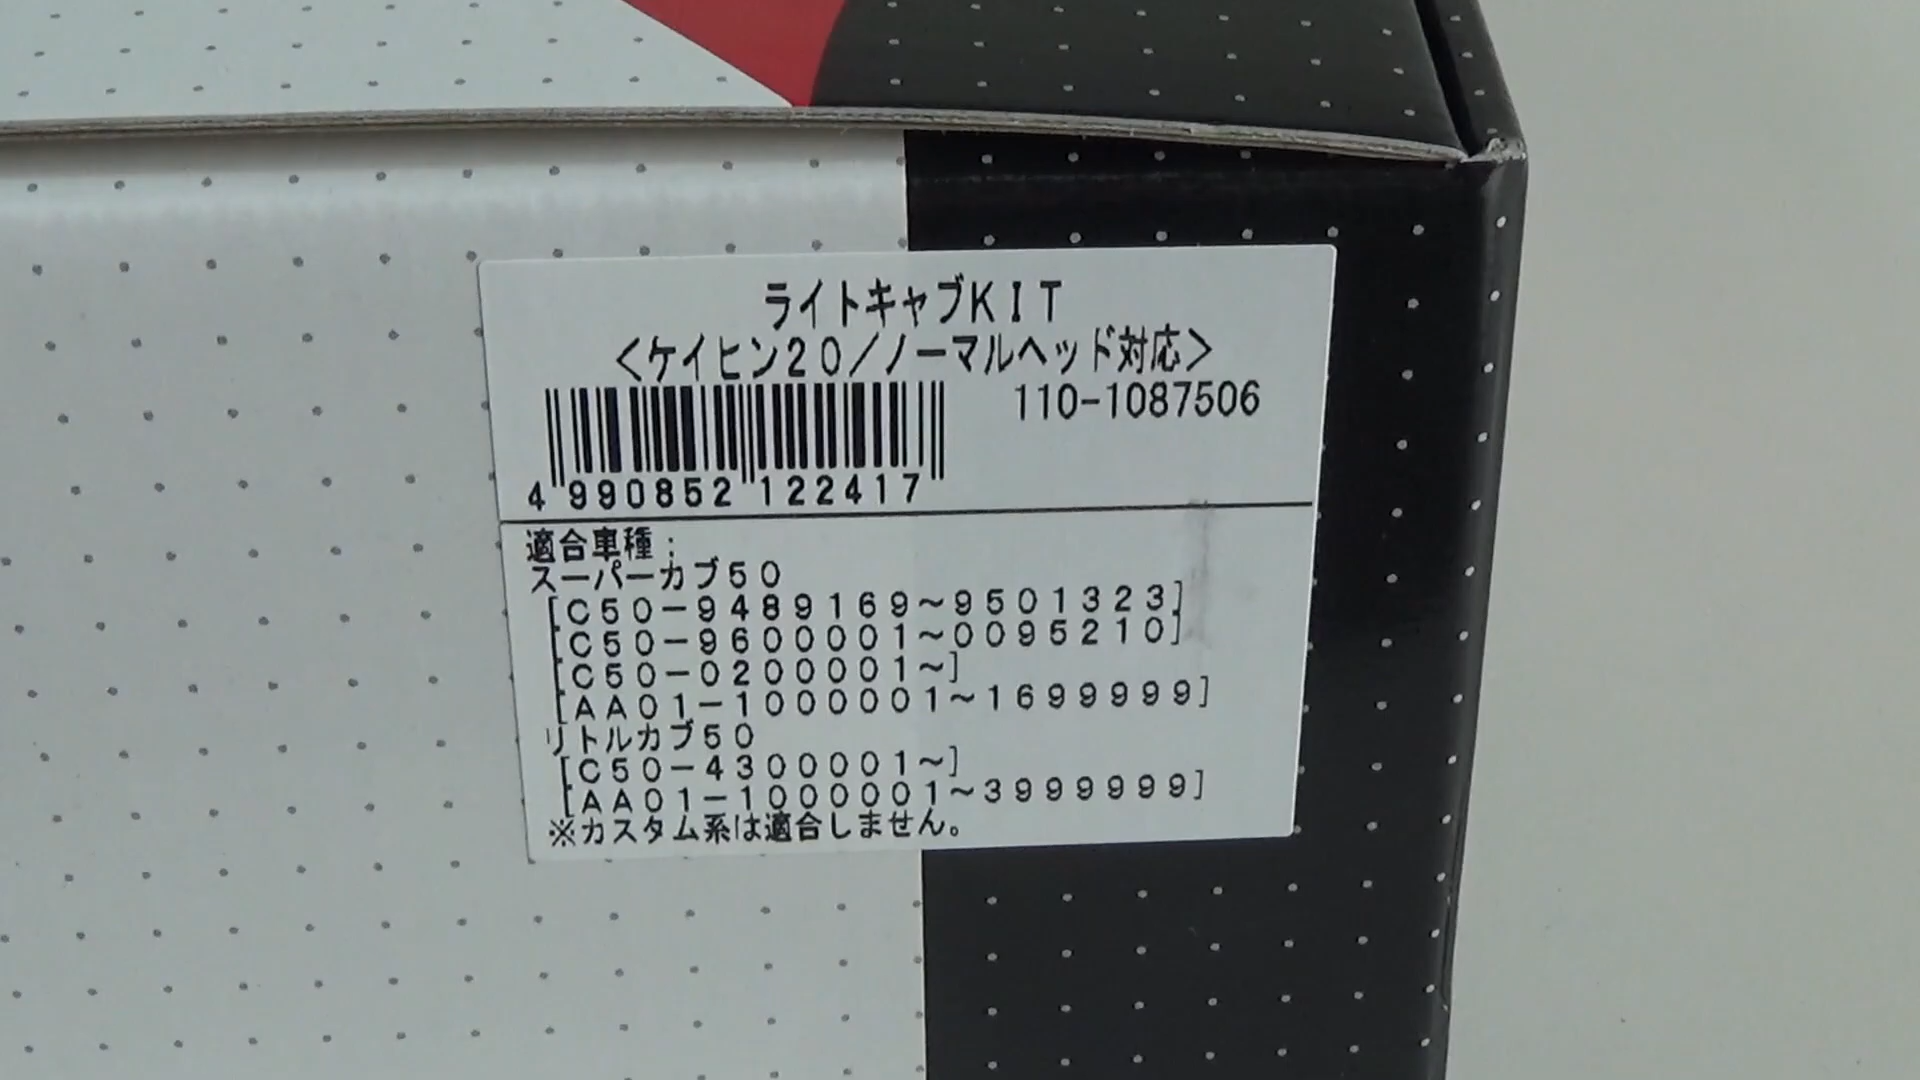 ライトキャブKIT
<ケイヒン20/ノーマルヘッド対応>
110-1087506
4 990852 122417
適合車種:
スーパーカブ50
[C50-9489169~9501323]
[C50-9600001~0095210]
[C50-0200001~]
[AA01-1000001~1699999]
リトルカブ50
[C50-4300001~]
[AA01-1000001~3999999]
※カスタム系は適合しません。